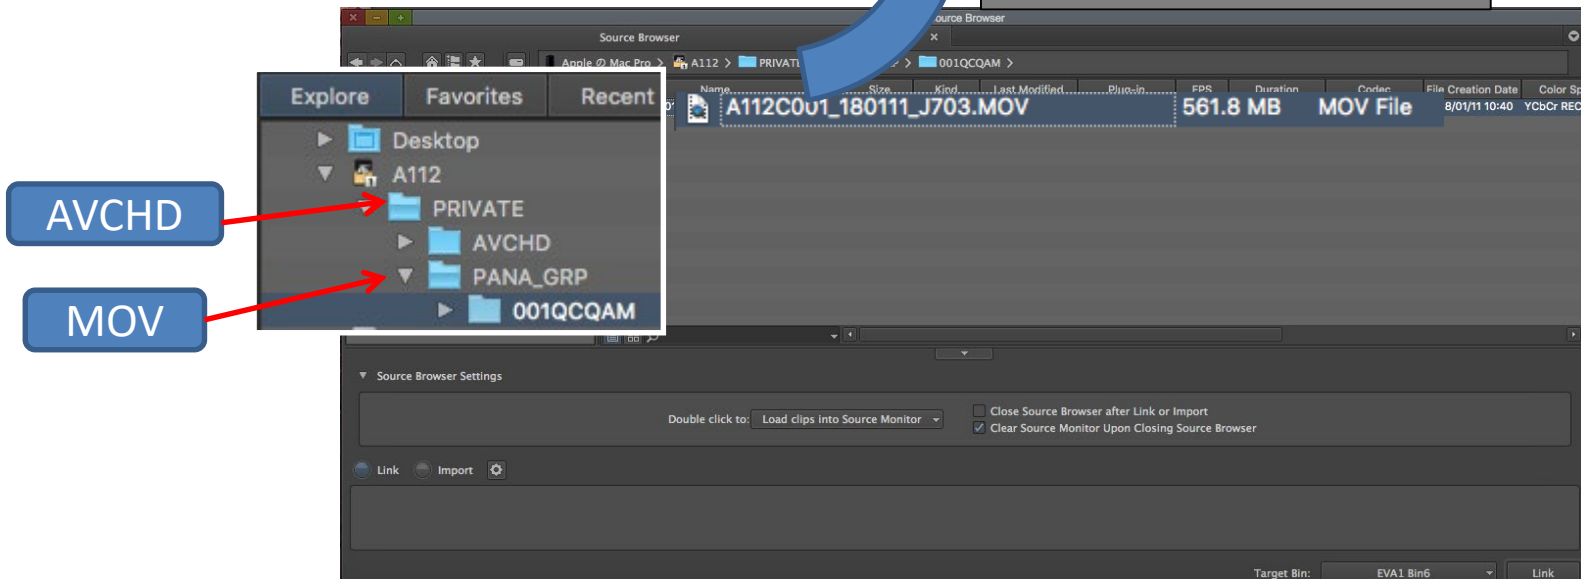 Source Browser
Source Browser
Apple の Mac Pro > A112 > PRIVATE > 001QCQAM >
Explore Favorites Recent
Name Size Kind Last Modified Plug-in FPS Duration Codec File Creation Date Color Sp
A112C001_180111_J703.MOV 561.8 MB MOV File 8/01/11 10:40 YCbCr REC
Desktop
A112
AVCHD
PRIVATE
AVCHD
PANA_GRP
MOV
001QCQAM
Source Browser Settings
Double click to: Load clips into Source Monitor
Close Source Browser after Link or Import
Clear Source Monitor Upon Closing Source Browser
Link Import
Target Bin: EVA1 Bin6 Link